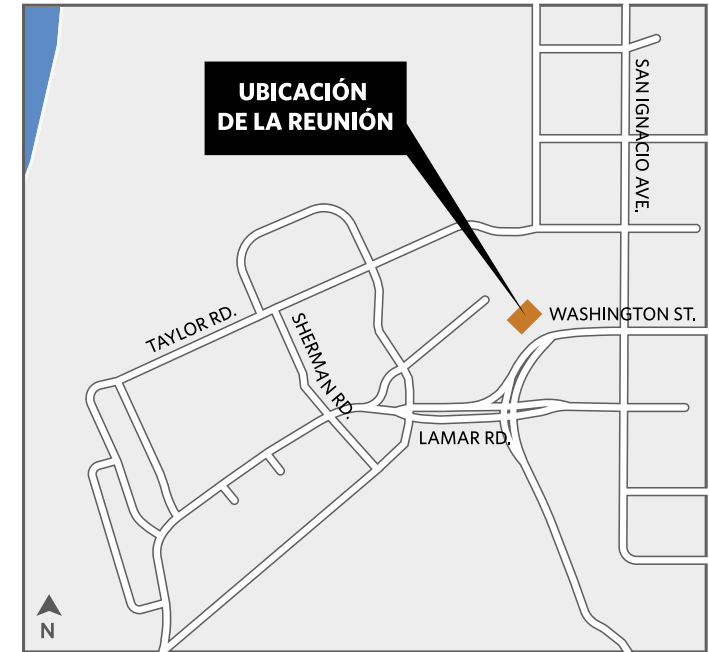 UBICACIÓN
DE LA REUNIÓN
SAN IGNACIO AVE.
WASHINGTON ST.
TAYLOR RD.
SHERMAN RD.
LAMAR RD.
N